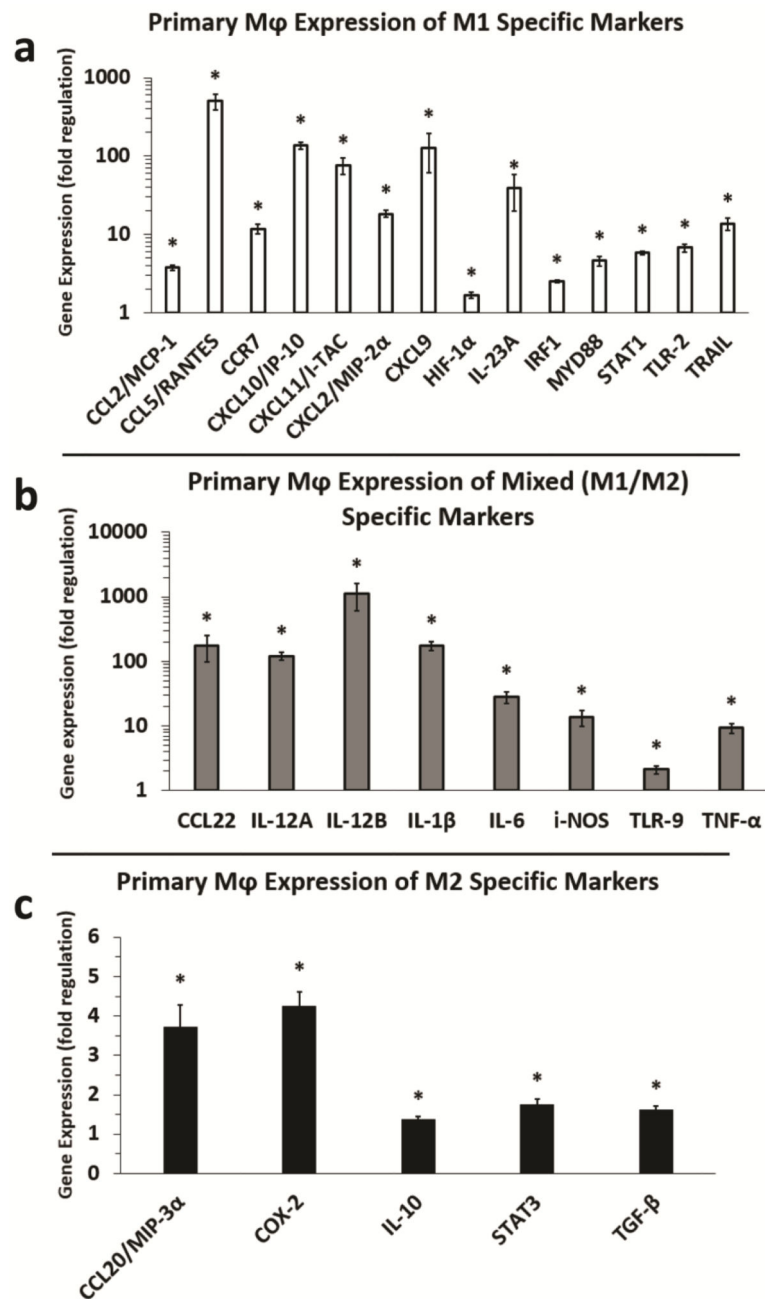 Primary Mφ Expression of M1 Specific Markers
a
Gene Expression (fold regulation)
1000
100
10
1
* * * * * * * * * * * * * *
CCL2/MCP-1
CCL5/RANTES
CCR7
CXCL10/IP-10
CXCL11/I-TAC
CXCL2/MIP-2α
CXCL9
HIF-1α
IL-23A
IRF1
MYD88
STAT1
TLR-2
TRAIL
b
Primary Mφ Expression of Mixed (M1/M2)
Specific Markers
Gene expression (fold regulation)
10000
1000
100
10
1
* * * * * * * *
CCL22 IL-12A IL-12B IL-1β IL-6 i-NOS TLR-9 TNF-α
Primary Mφ Expression of M2 Specific Markers
c
Gene Expression (fold regulation)
6
5
4
3
2
1
0
* * * * *
CCL20/MIP-3α
COX-2
IL-10
STAT3
TGF-β